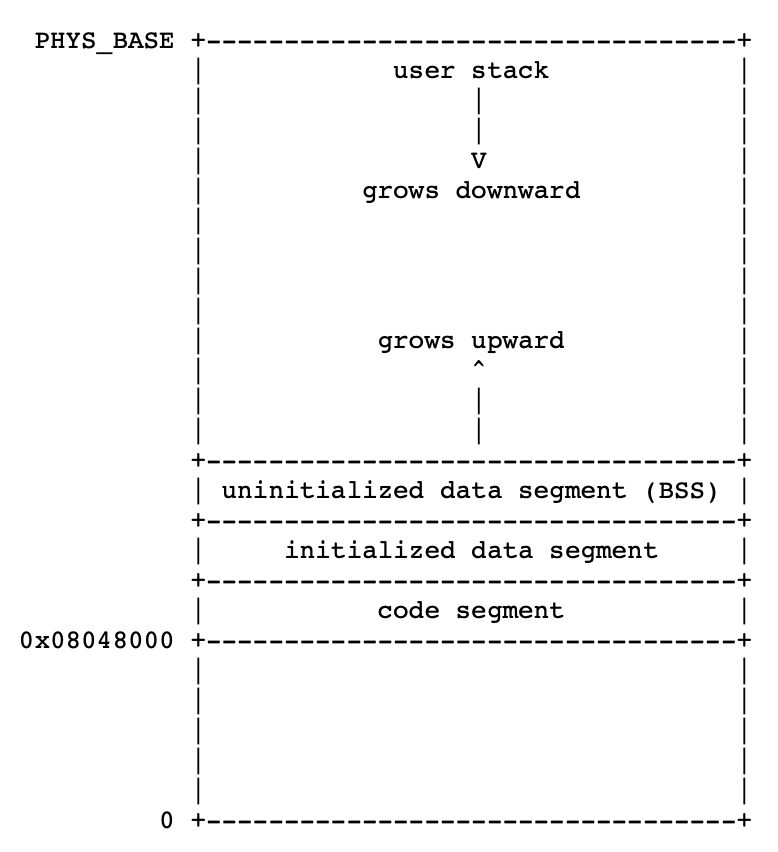 PHYS_BASE +----------------------------------+
          |            user stack            |
          |                 |                |
          |                 |                |
          |                 V                |
          |          grows downward          |
          |                                  |
          |                                  |
          |                                  |
          |                                  |
          |           grows upward           |
          |                 ^                |
          |                 |                |
          |                 |                |
          +----------------------------------+
          | uninitialized data segment (BSS) |
          +----------------------------------+
          |     initialized data segment     |
          +----------------------------------+
          |           code segment           |
0x08048000 +----------------------------------+
          |                                  |
          |                                  |
          |                                  |
          |                                  |
          |                                  |
        0 +----------------------------------+